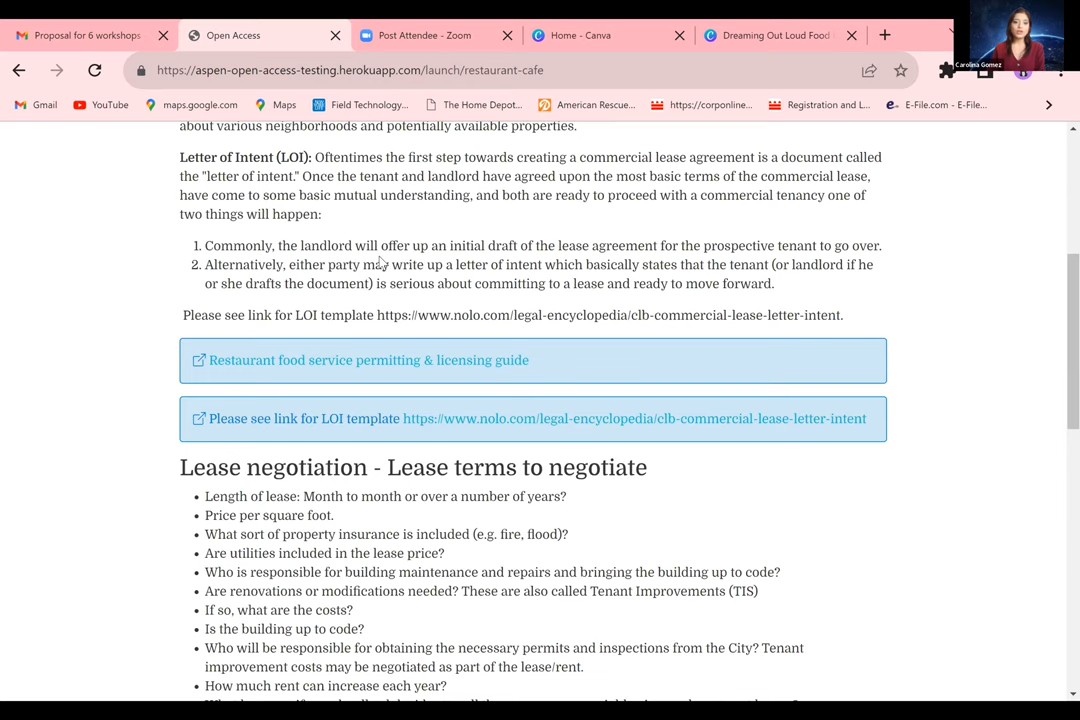 Proposal for 6 workshops
Open Access
Post Attendee - Zoom
Home - Canva
Dreaming Out Loud Food
Carolina Gomez
https://aspen-open-access-testing.herokuapp.com/launch/restaurant-cafe
Gmail
YouTube
maps.google.com
Maps
Field Technology...
The Home Depot...
American Rescue...
https://corponline...
Registration and L...
E-File.com - E-File...
about various neighborhoods and potentially available properties.
Letter of Intent (LOI): Oftentimes the first step towards creating a commercial lease agreement is a document called
the "letter of intent." Once the tenant and landlord have agreed upon the most basic terms of the commercial lease,
have come to some basic mutual understanding, and both are ready to proceed with a commercial tenancy one of
two things will happen:
1. Commonly, the landlord will offer up an initial draft of the lease agreement for the prospective tenant to go over.
2. Alternatively, either party may write up a letter of intent which basically states that the tenant (or landlord if he
or she drafts the document) is serious about committing to a lease and ready to move forward.
Please see link for LOI template https://www.nolo.com/legal-encyclopedia/clb-commercial-lease-letter-intent.
Restaurant food service permitting & licensing guide
Please see link for LOI template https://www.nolo.com/legal-encyclopedia/clb-commercial-lease-letter-intent
Lease negotiation - Lease terms to negotiate
• Length of lease: Month to month or over a number of years?
• Price per square foot.
• What sort of property insurance is included (e.g. fire, flood)?
• Are utilities included in the lease price?
• Who is responsible for building maintenance and repairs and bringing the building up to code?
• Are renovations or modifications needed? These are also called Tenant Improvements (TIS)
• If so, what are the costs?
• Is the building up to code?
• Who will be responsible for obtaining the necessary permits and inspections from the City? Tenant
improvement costs may be negotiated as part of the lease/rent.
• How much rent can increase each year?